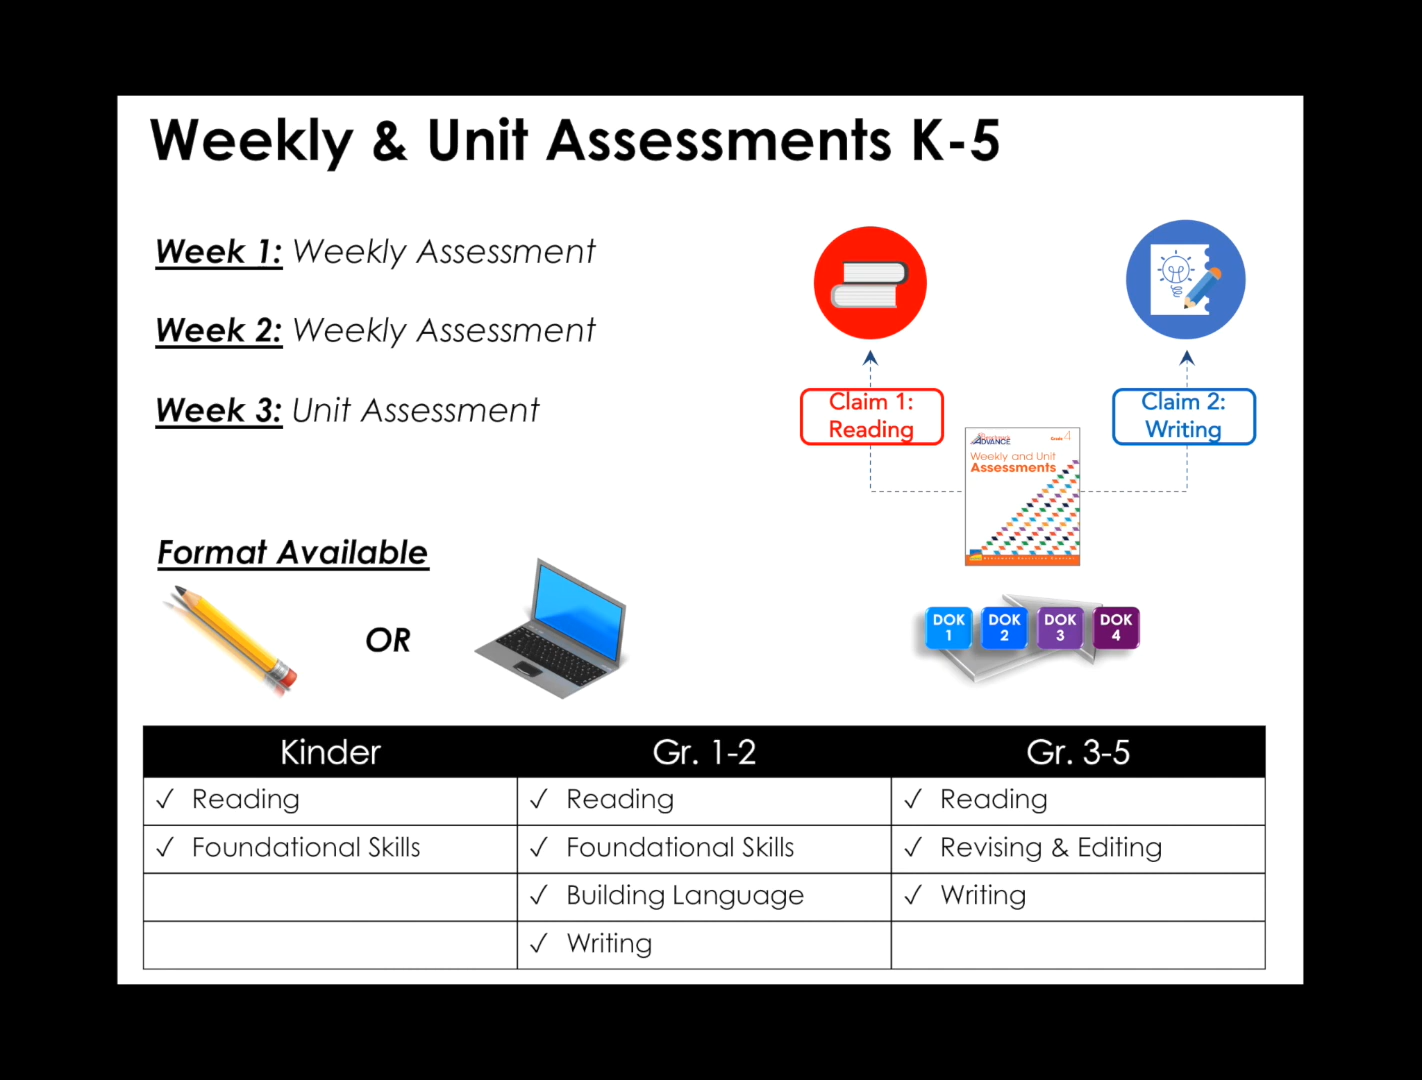 Weekly & Unit Assessments K-5
Week 1: Weekly Assessment
Week 2: Weekly Assessment
Week 3: Unit Assessment
Claim 1:
Reading
Claim 2:
Writing
ADVANCE
Grade 4
Weekly and Unit
Assessments
Format Available
OR
DOK
1
DOK
2
DOK
3
DOK
4
Kinder Gr. 1-2 Gr. 3-5
✓ Reading ✓ Reading ✓ Reading
✓ Foundational Skills ✓ Foundational Skills ✓ Revising & Editing
✓ Building Language ✓ Writing
✓ Writing